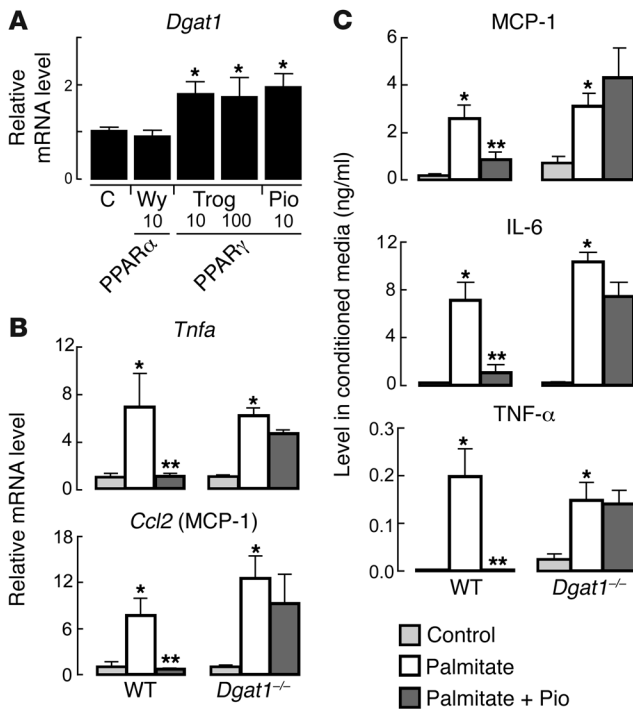 A
Dgat1
Relative
mRNA level
2
1
0
C Wy Trog Pio
10 10 100 10
PPARα PPARγ
B
Tnfa
Relative mRNA level
12
8
4
0
* ** *
Ccl2 (MCP-1)
18
12
6
0
* ** *
WT Dgat1–/–
C
MCP-1
Level in conditioned media (ng/ml)
6
4
2
0
* ** *
IL-6
12
8
4
0
* ** *
TNF-α
0.3
0.2
0.1
0.0
* ** *
WT Dgat1–/–
Control
Palmitate
Palmitate + Pio